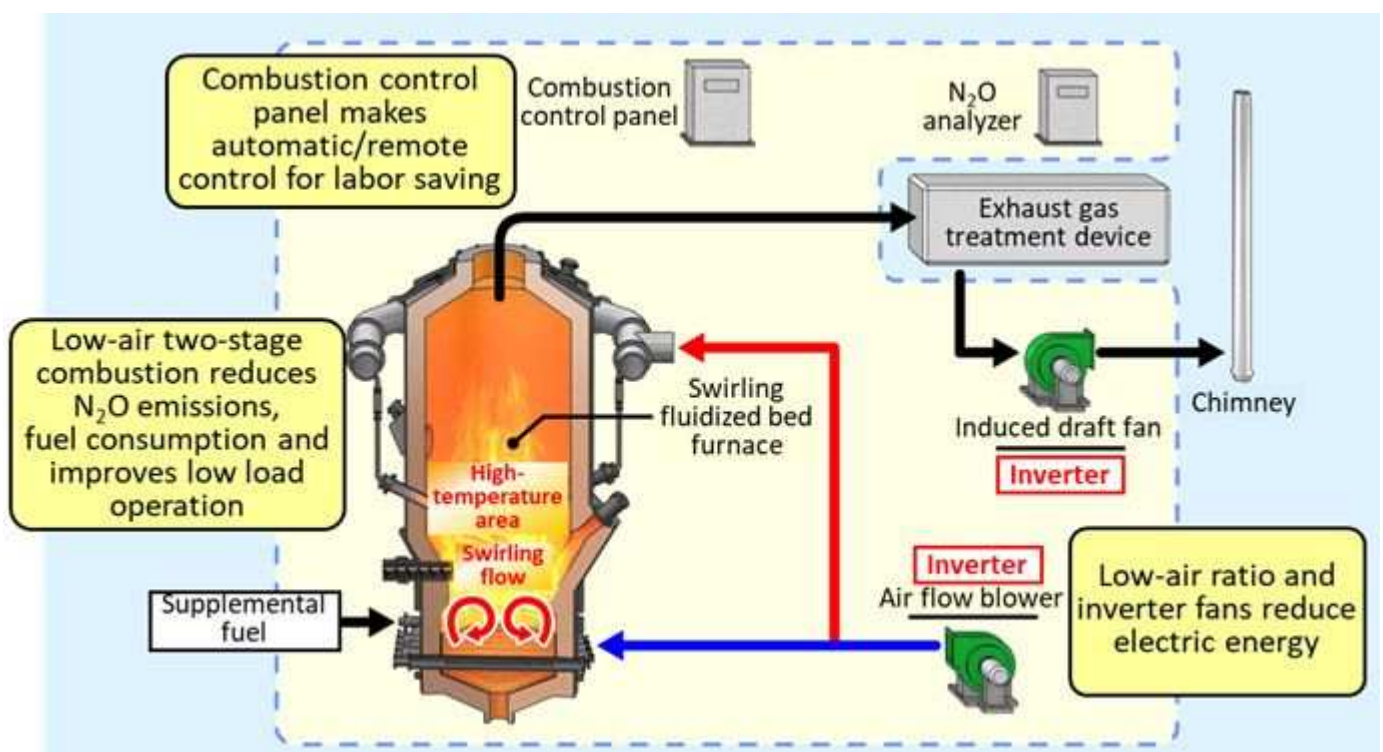 Combustion control
panel makes
automatic/remote
control for labor saving
Combustion
control panel
N₂O
analyzer
Exhaust gas
treatment device
Low-air two-stage
combustion reduces
N₂O emissions,
fuel consumption and
improves low load
operation
Swirling
fluidized bed
furnace
High-
temperature
area
Swirling
flow
Induced draft fan
Inverter
Chimney
Supplemental
fuel
Inverter
Air flow blower
Low-air ratio and
inverter fans reduce
electric energy